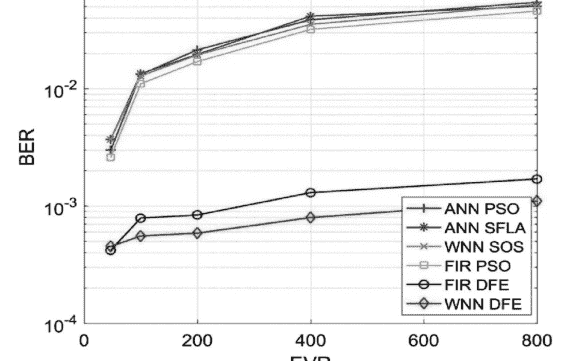 10-2
BER
10-3
ANN PSO
ANN SFLA
WNN SOS
FIR PSO
FIR DFE
WNN DFE
10-4
0 200 400 600 800